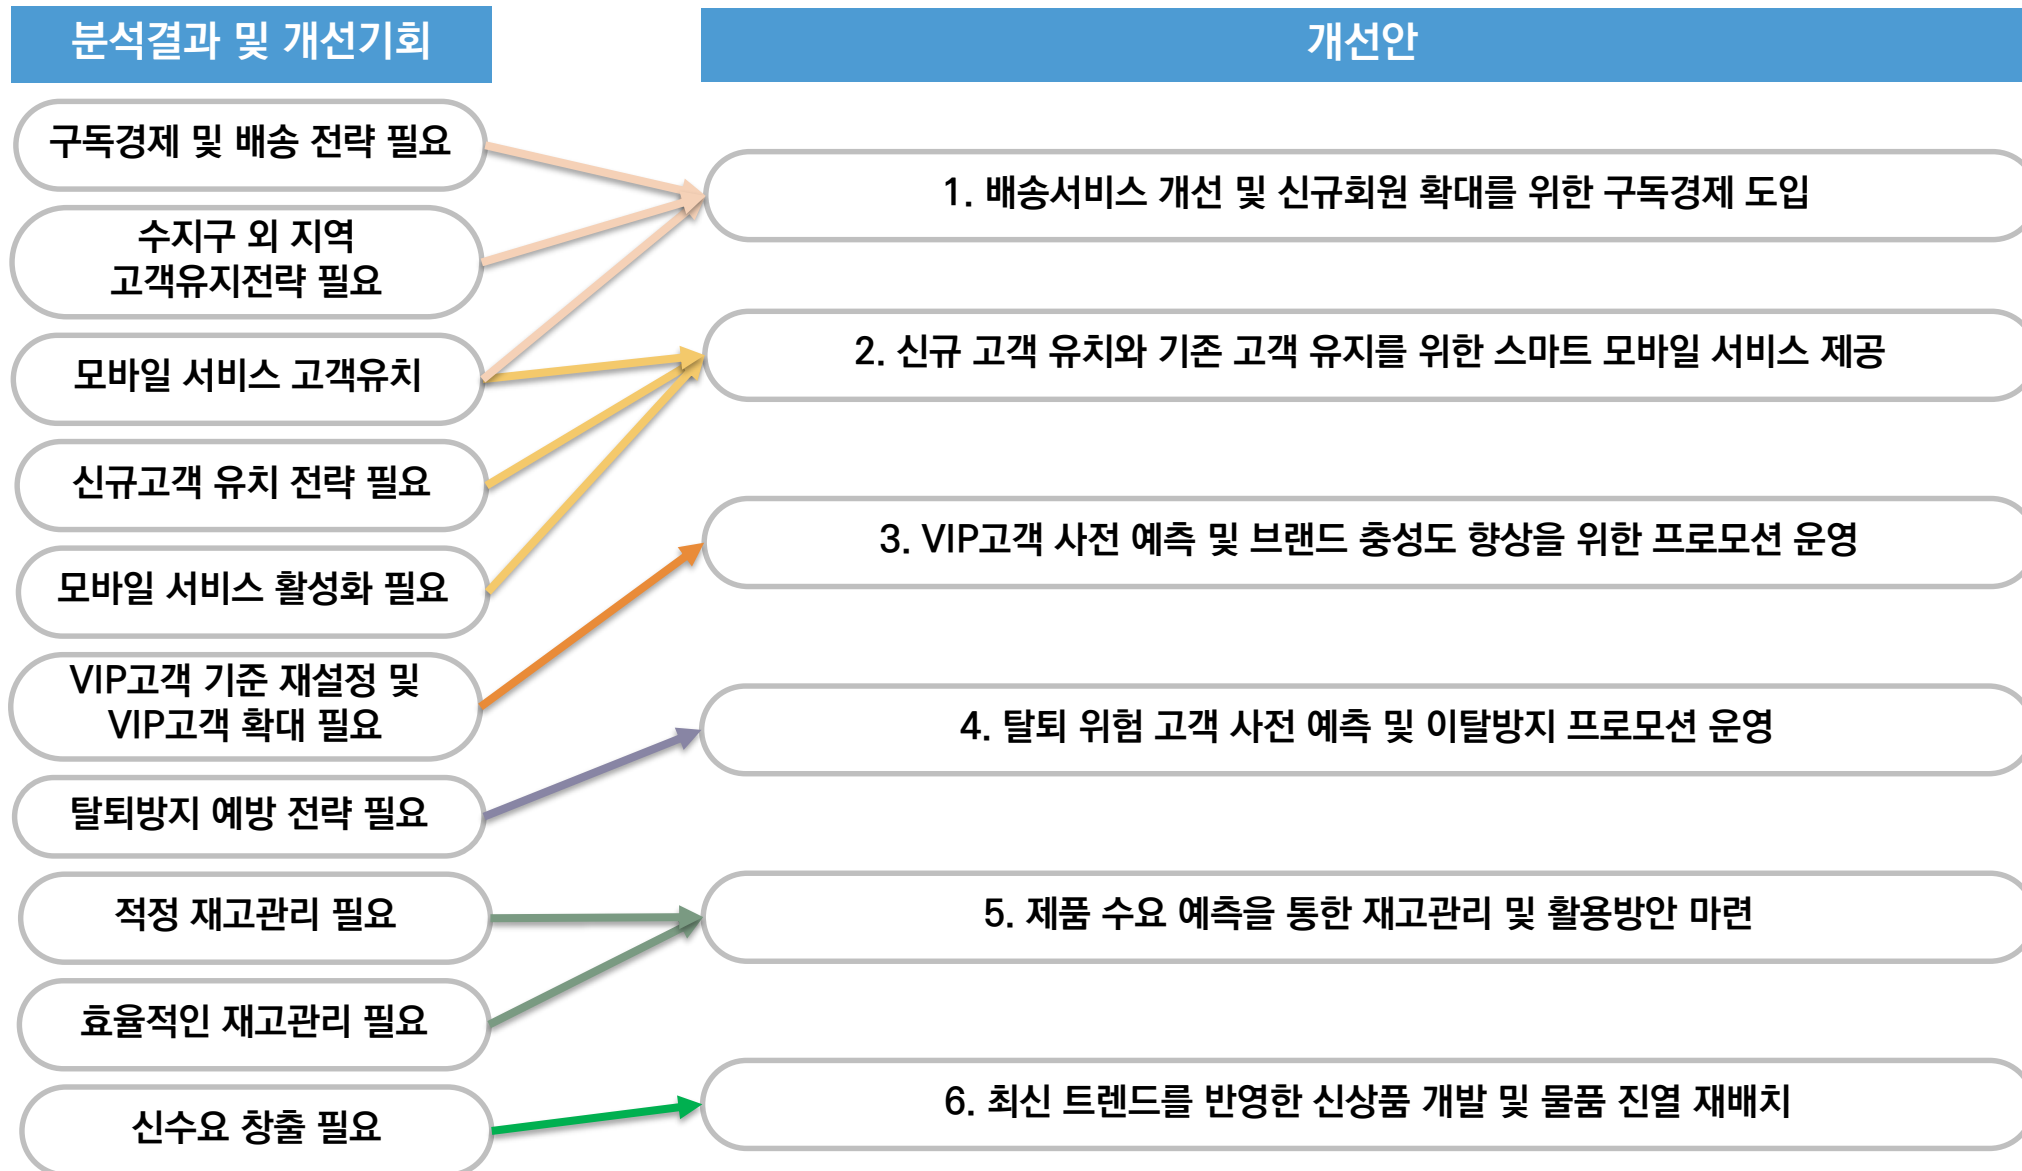 분석결과 및 개선기회
개선안
구독경제 및 배송 전략 필요
수지구 외 지역
고객유지전략 필요
모바일 서비스 고객유치
신규고객 유치 전략 필요
모바일 서비스 활성화 필요
VIP고객 기준 재설정 및
VIP고객 확대 필요
탈퇴방지 예방 전략 필요
적정 재고관리 필요
효율적인 재고관리 필요
신수요 창출 필요
1. 배송서비스 개선 및 신규회원 확대를 위한 구독경제 도입
2. 신규 고객 유치와 기존 고객 유지를 위한 스마트 모바일 서비스 제공
3. VIP고객 사전 예측 및 브랜드 충성도 향상을 위한 프로모션 운영
4. 탈퇴 위험 고객 사전 예측 및 이탈방지 프로모션 운영
5. 제품 수요 예측을 통한 재고관리 및 활용방안 마련
6. 최신 트렌드를 반영한 신상품 개발 및 물품 진열 재배치